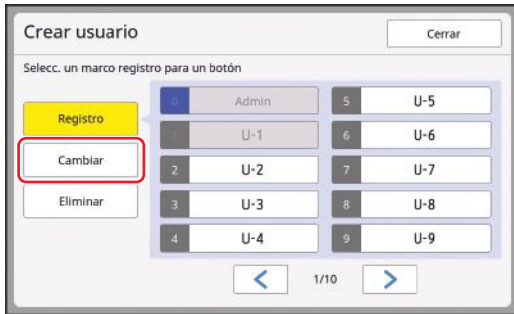 Crear usuario
Cerrar
Selecc. un marco registro para un botón
Registro
Cambiar
Eliminar
0 Admin
1 U-1
2 U-2
3 U-3
4 U-4
5 U-5
6 U-6
7 U-7
8 U-8
9 U-9
1/10